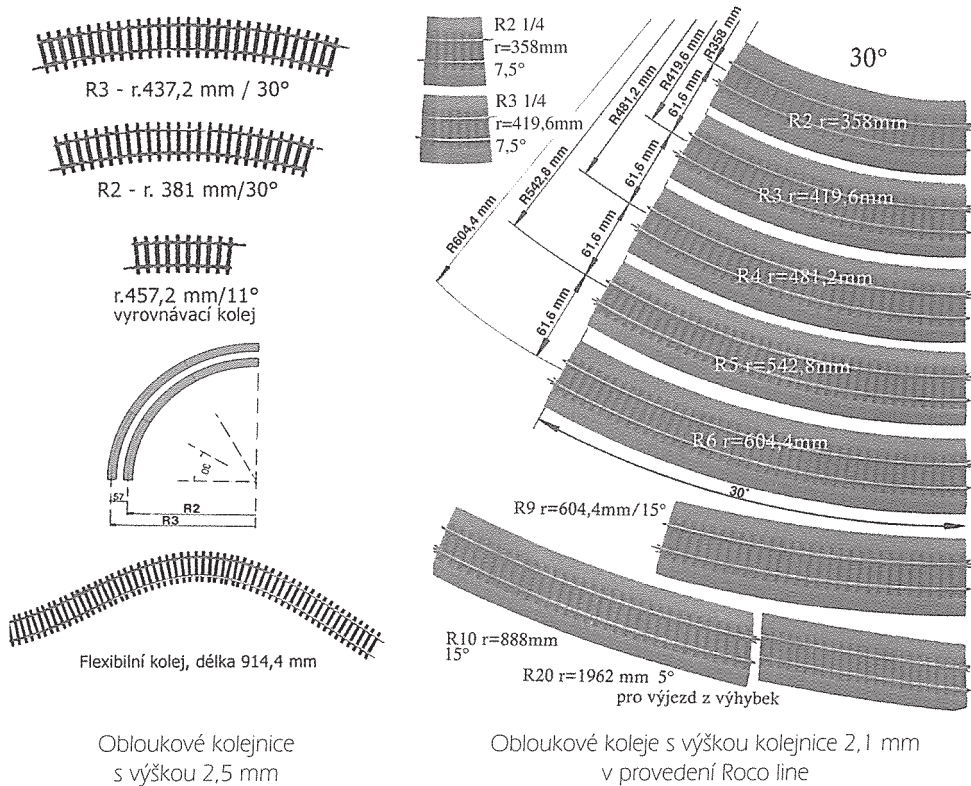 R3 - r.437,2 mm / 30°
R2 - r. 381 mm/30°
r.457,2 mm/11°
vyrovnávací kolej
30
57
R2
R3
Flexibilní kolej, délka 914,4 mm
Obloukové kolejnice
s výškou 2,5 mm
R2 1/4
r=358mm
7,5°
R3 1/4
r=419,6mm
7,5°
R358 mm
R419,6 mm
R481,2 mm
R542,8 mm
R604,4 mm
61,6 mm
61,6 mm
61,6 mm
61,6 mm
30°
R2 r=358mm
R3 r=419,6mm
R4 r=481,2mm
R5 r=542,8mm
R6 r=604,4mm
30°
R9 r=604,4mm/15°
R10 r=888mm
15°
R20 r=1962 mm 5°
pro výjezd z výhybek
Obloukové koleje s výškou kolejnice 2,1 mm
v provedení Roco line